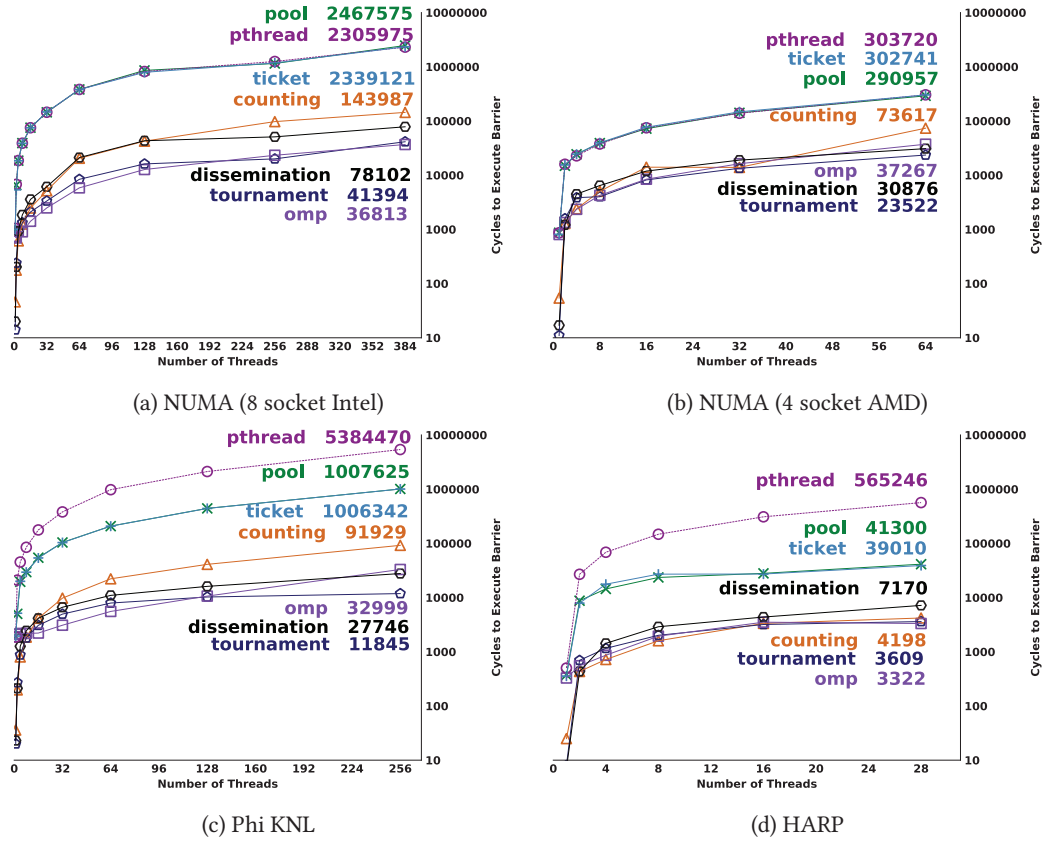 pool 2467575
pthread 2305975
ticket 2339121
counting 143987
dissemination 78102
tournament 41394
omp 36813
10000000
1000000
100000
10000
1000
100
10
Cycles to Execute Barrier
0 32 64 96 128 160 192 224 256 288 320 352 384
Number of Threads
(a) NUMA (8 socket Intel)
pthread 303720
ticket 302741
pool 290957
counting 73617
omp 37267
dissemination 30876
tournament 23522
10000000
1000000
100000
10000
1000
100
10
Cycles to Execute Barrier
0 8 16 24 32 40 48 56 64
Number of Threads
(b) NUMA (4 socket AMD)
pthread 5384470
pool 1007625
ticket 1006342
counting 91929
omp 32999
dissemination 27746
tournament 11845
10000000
1000000
100000
10000
1000
100
10
Cycles to Execute Barrier
0 32 64 96 128 160 192 224 256
Number of Threads
(c) Phi KNL
pthread 565246
pool 41300
ticket 39010
dissemination 7170
counting 4198
tournament 3609
omp 3322
10000000
1000000
100000
10000
1000
100
10
Cycles to Execute Barrier
0 4 8 12 16 20 24 28
Number of Threads
(d) HARP